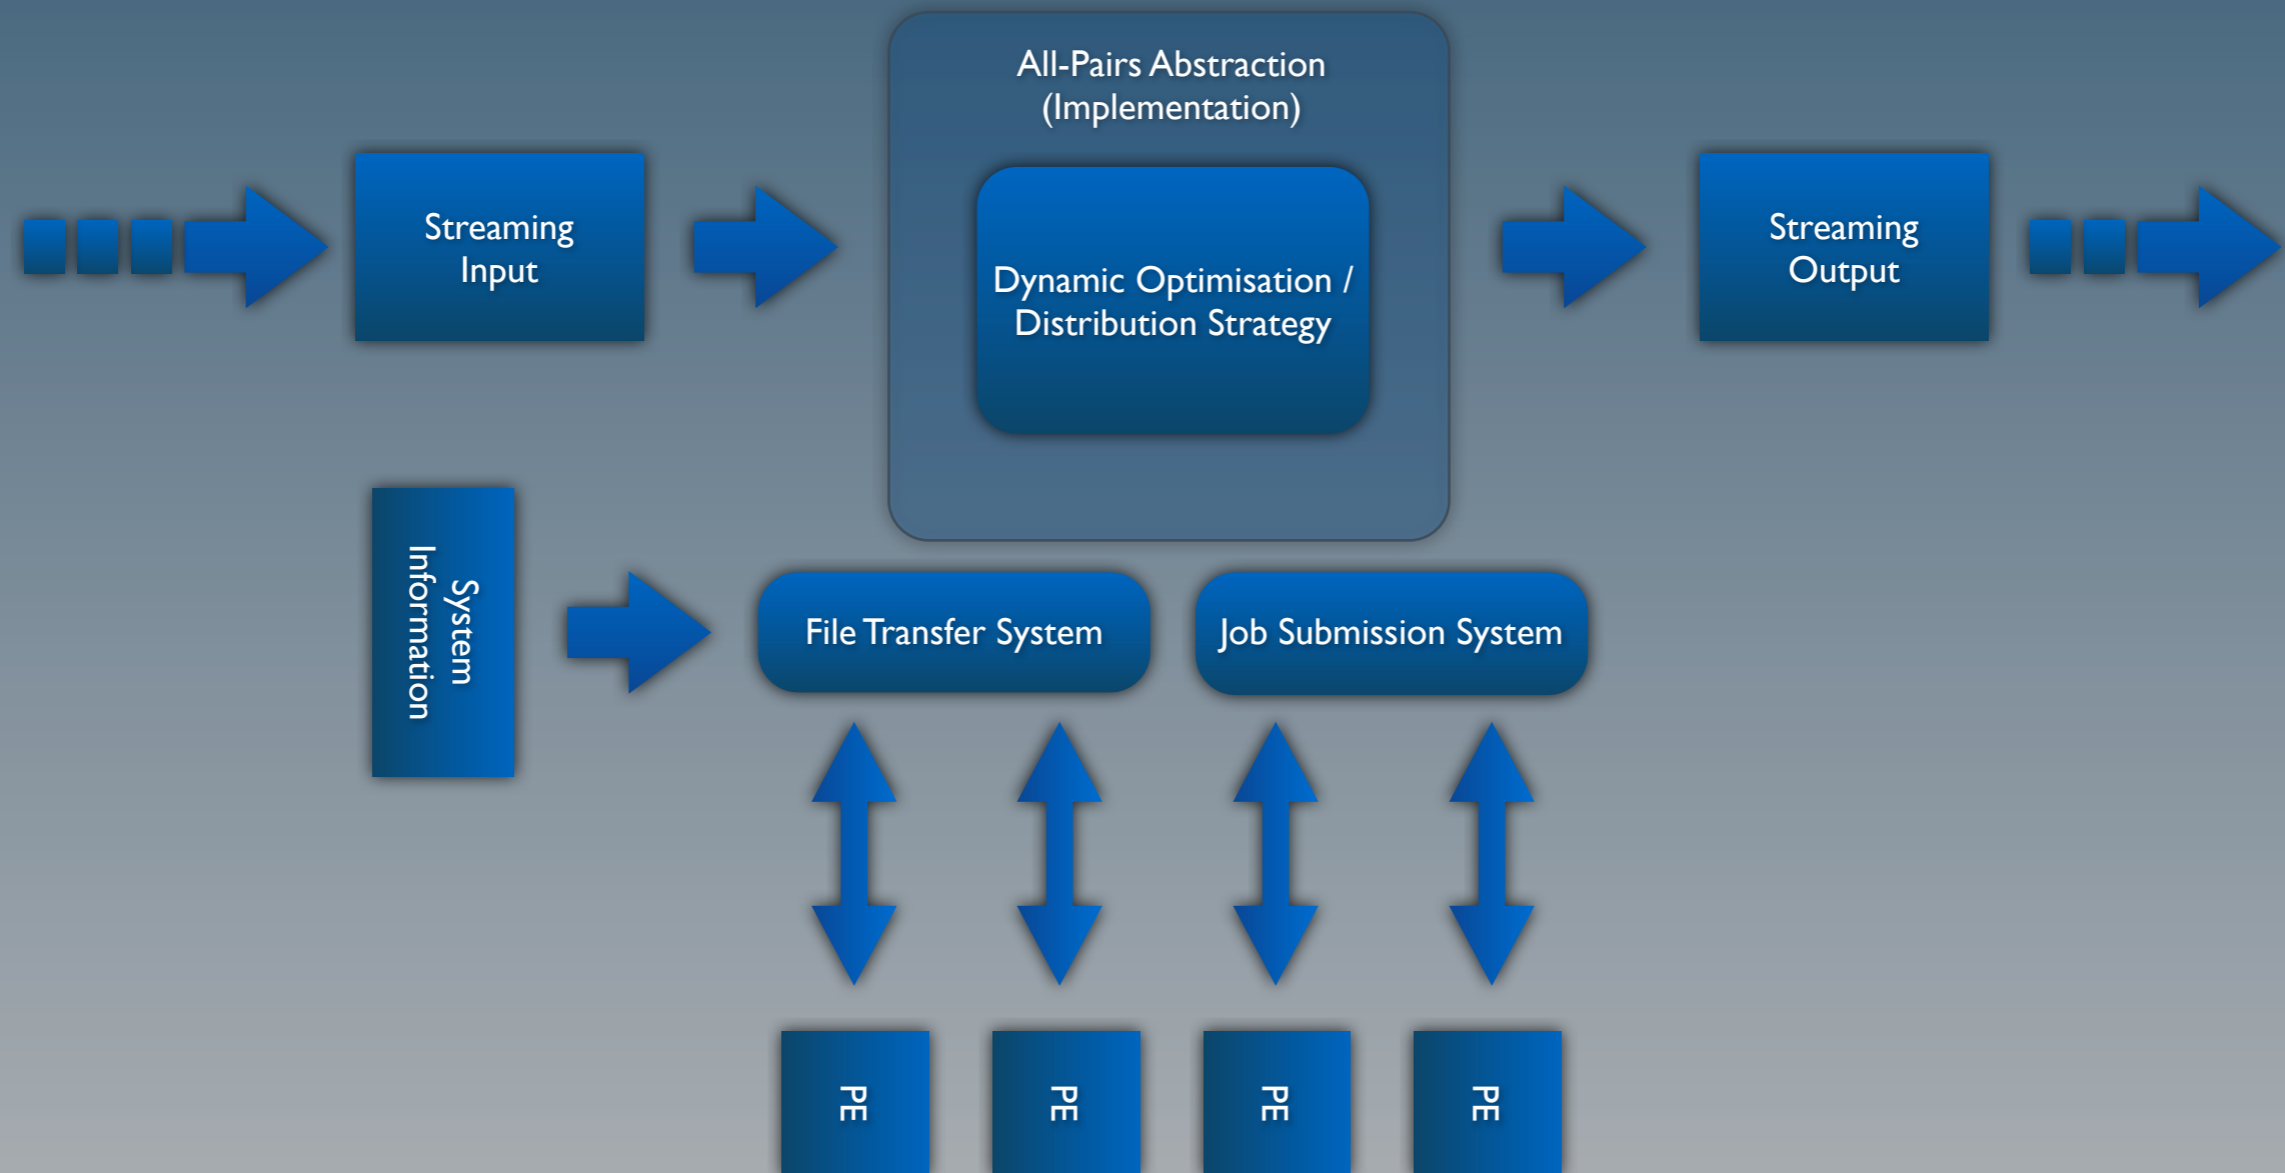 All-Pairs Abstraction
(Implementation)
Streaming
Input
Dynamic Optimisation /
Distribution Strategy
Streaming
Output
System
Information
File Transfer System
Job Submission System
PE
PE
PE
PE